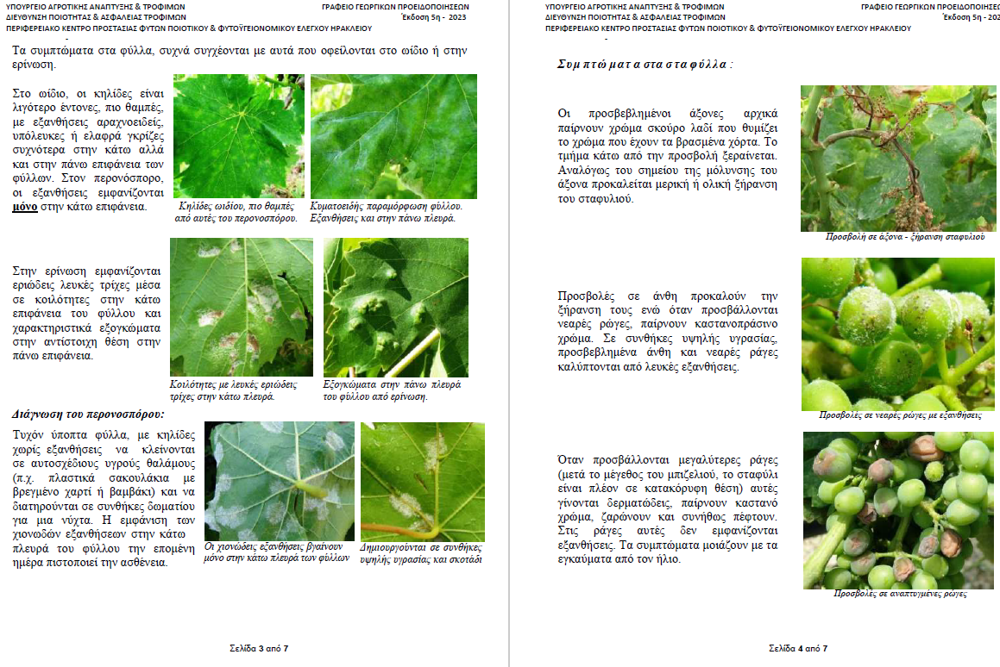 ΥΠΟΥΡΓΕΙΟ ΑΓΡΟΤΙΚΗΣ ΑΝΑΠΤΥΞΗΣ & ΤΡΟΦΙΜΩΝ
ΓΡΑΦΕΙΟ ΓΕΩΡΓΙΚΩΝ ΠΡΟΕΙΔΟΠΟΙΗΣΕΩΝ
ΔΙΕΥΘΥΝΣΗ ΠΟΙΟΤΗΤΑΣ & ΑΣΦΑΛΕΙΑΣ ΤΡΟΦΙΜΩΝ
Έκδοση 5η - 2023
ΠΕΡΙΦΕΡΕΙΑΚΟ ΚΕΝΤΡΟ ΠΡΟΣΤΑΣΙΑΣ ΦΥΤΩΝ ΠΟΙΟΤΙΚΟΥ & ΦΥΤΟΫΓΕΙΟΝΟΜΙΚΟΥ ΕΛΕΓΧΟΥ ΗΡΑΚΛΕΙΟΥ
Τα συμπτώματα στα φύλλα, συχνά συγχέονται με αυτά που οφείλονται στο ωίδιο ή στην
ερίνωση.
Στο ωίδιο, οι κηλίδες είναι
λιγότερο έντονες, πιο θαμπές,
με εξανθήσεις αραχνοειδείς,
υπόλευκες ή ελαφρά γκρίζες
συχνότερα στην κάτω αλλά
και στην πάνω επιφάνεια των
φύλλων. Στον περονόσπορο,
οι εξανθήσεις εμφανίζονται
μόνο στην κάτω επιφάνεια.
Κηλίδες ωιδίου, πιο θαμπές
από αυτές του περονοσπόρου.
Κυματοειδής παραμόρφωση φύλλου.
Εξανθήσεις και στην πάνω πλευρά.
Στην ερίνωση εμφανίζονται
εριώδεις λευκές τρίχες μέσα
σε κοιλότητες στην κάτω
επιφάνεια του φύλλου και
χαρακτηριστικά εξογκώματα
στην αντίστοιχη θέση στην
πάνω επιφάνεια.
Κοιλότητες με λευκές εριώδεις
τρίχες στην κάτω πλευρά.
Εξογκώματα στην πάνω πλευρά
του φύλλου από ερίνωση.
Διάγνωση του περονοσπόρου:
Τυχόν ύποπτα φύλλα, με κηλίδες
χωρίς εξανθήσεις να κλείνονται
σε αυτοσχέδιους υγρούς θαλάμους
(π.χ. πλαστικά σακουλάκια με
βρεγμένο χαρτί ή βαμβάκι) και να
διατηρούνται σε συνθήκες δωματίου
για μια νύχτα. Η εμφάνιση των
χιονωδών εξανθήσεων στην κάτω
πλευρά του φύλλου την επομένη
ημέρα πιστοποιεί την ασθένεια.
Οι χιονώδεις εξανθήσεις βγαίνουν
μόνο στην κάτω πλευρά των φύλλων
Δημιουργούνται σε συνθήκες
υψηλής υγρασίας και σκοτάδι
Σελίδα 3 από 7
ΥΠΟΥΡΓΕΙΟ ΑΓΡΟΤΙΚΗΣ ΑΝΑΠΤΥΞΗΣ & ΤΡΟΦΙΜΩΝ
ΓΡΑΦΕΙΟ ΓΕΩΡΓΙΚΩΝ ΠΡΟΕΙΔΟΠΟΙΗΣΕΩ
ΔΙΕΥΘΥΝΣΗ ΠΟΙΟΤΗΤΑΣ & ΑΣΦΑΛΕΙΑΣ ΤΡΟΦΙΜΩΝ
Έκδοση 5η - 202
ΠΕΡΙΦΕΡΕΙΑΚΟ ΚΕΝΤΡΟ ΠΡΟΣΤΑΣΙΑΣ ΦΥΤΩΝ ΠΟΙΟΤΙΚΟΥ & ΦΥΤΟΫΓΕΙΟΝΟΜΙΚΟΥ ΕΛΕΓΧΟΥ ΗΡΑΚΛΕΙΟΥ
Συμπτώματα στα σταφύλλα :
Οι προσβεβλημένοι άξονες αρχικά
παίρνουν χρώμα σκούρο λαδί που θυμίζει
το χρώμα που έχουν τα βρασμένα χόρτα. Το
τμήμα κάτω από την προσβολή ξεραίνεται.
Αναλόγως του σημείου της μόλυνσης του
άξονα προκαλείται μερική ή ολική ξήρανση
του σταφυλιού.
Προσβολή σε άξονα - ξήρανση σταφυλιού
Προσβολές σε άνθη προκαλούν την
ξήρανση τους ενώ όταν προσβάλλονται
νεαρές ρώγες, παίρνουν καστανοπράσινο
χρώμα. Σε συνθήκες υψηλής υγρασίας,
προσβεβλημένα άνθη και νεαρές ράγες
καλύπτονται από λευκές εξανθήσεις.
Προσβολές σε νεαρές ρώγες με εξανθήσεις
Όταν προσβάλλονται μεγαλύτερες ράγες
(μετά το μέγεθος του μπιζελιού, το σταφύλι
είναι πλέον σε κατακόρυφη θέση) αυτές
γίνονται δερματώδεις, παίρνουν καστανό
χρώμα, ζαρώνουν και συνήθως πέφτουν.
Στις ράγες αυτές δεν εμφανίζονται
εξανθήσεις. Τα συμπτώματα μοιάζουν με τα
εγκαύματα από τον ήλιο.
Προσβολές σε αναπτυγμένες ρώγες
Σελίδα 4 από 7